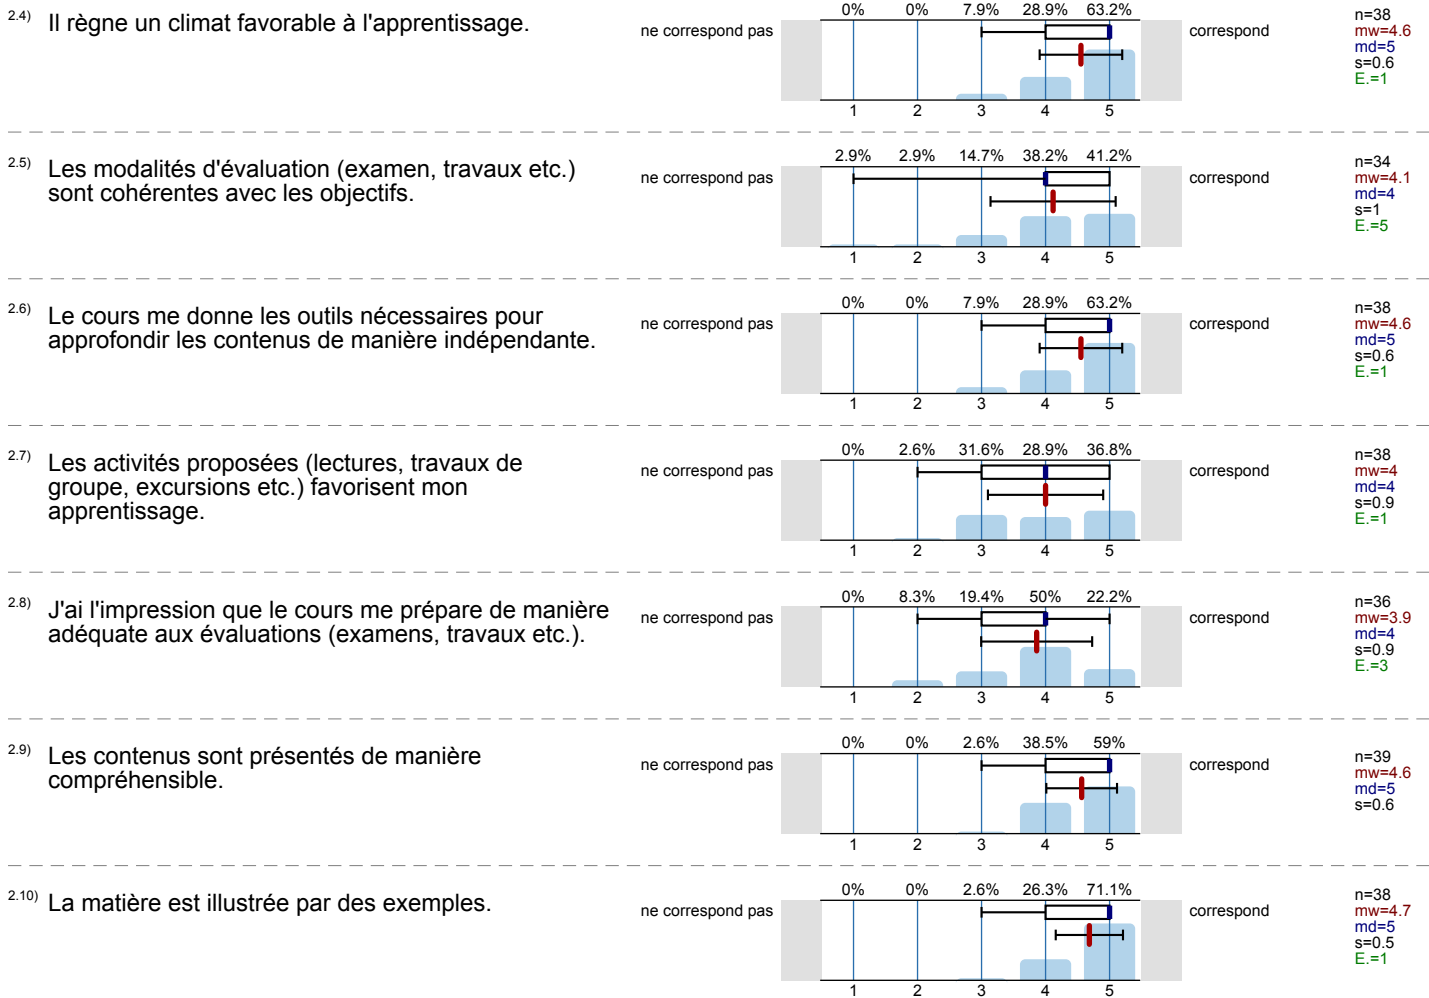 2.4) Il règne un climat favorable à l'apprentissage.
ne correspond pas
0% 0% 7.9% 28.9% 63.2%
1 2 3 4 5
correspond
n=38
mw=4.6
md=5
s=0.6
E.=1
2.5) Les modalités d'évaluation (examen, travaux etc.)
sont cohérentes avec les objectifs.
ne correspond pas
2.9% 2.9% 14.7% 38.2% 41.2%
1 2 3 4 5
correspond
n=34
mw=4.1
md=4
s=1
E.=5
2.6) Le cours me donne les outils nécessaires pour
approfondir les contenus de manière indépendante.
ne correspond pas
0% 0% 7.9% 28.9% 63.2%
1 2 3 4 5
correspond
n=38
mw=4.6
md=5
s=0.6
E.=1
2.7) Les activités proposées (lectures, travaux de
groupe, excursions etc.) favorisent mon
apprentissage.
ne correspond pas
0% 2.6% 31.6% 28.9% 36.8%
1 2 3 4 5
correspond
n=38
mw=4
md=4
s=0.9
E.=1
2.8) J'ai l'impression que le cours me prépare de manière
adéquate aux évaluations (examens, travaux etc.).
ne correspond pas
0% 8.3% 19.4% 50% 22.2%
1 2 3 4 5
correspond
n=36
mw=3.9
md=4
s=0.9
E.=3
2.9) Les contenus sont présentés de manière
compréhensible.
ne correspond pas
0% 0% 2.6% 38.5% 59%
1 2 3 4 5
correspond
n=39
mw=4.6
md=5
s=0.6
2.10) La matière est illustrée par des exemples.
ne correspond pas
0% 0% 2.6% 26.3% 71.1%
1 2 3 4 5
correspond
n=38
mw=4.7
md=5
s=0.5
E.=1